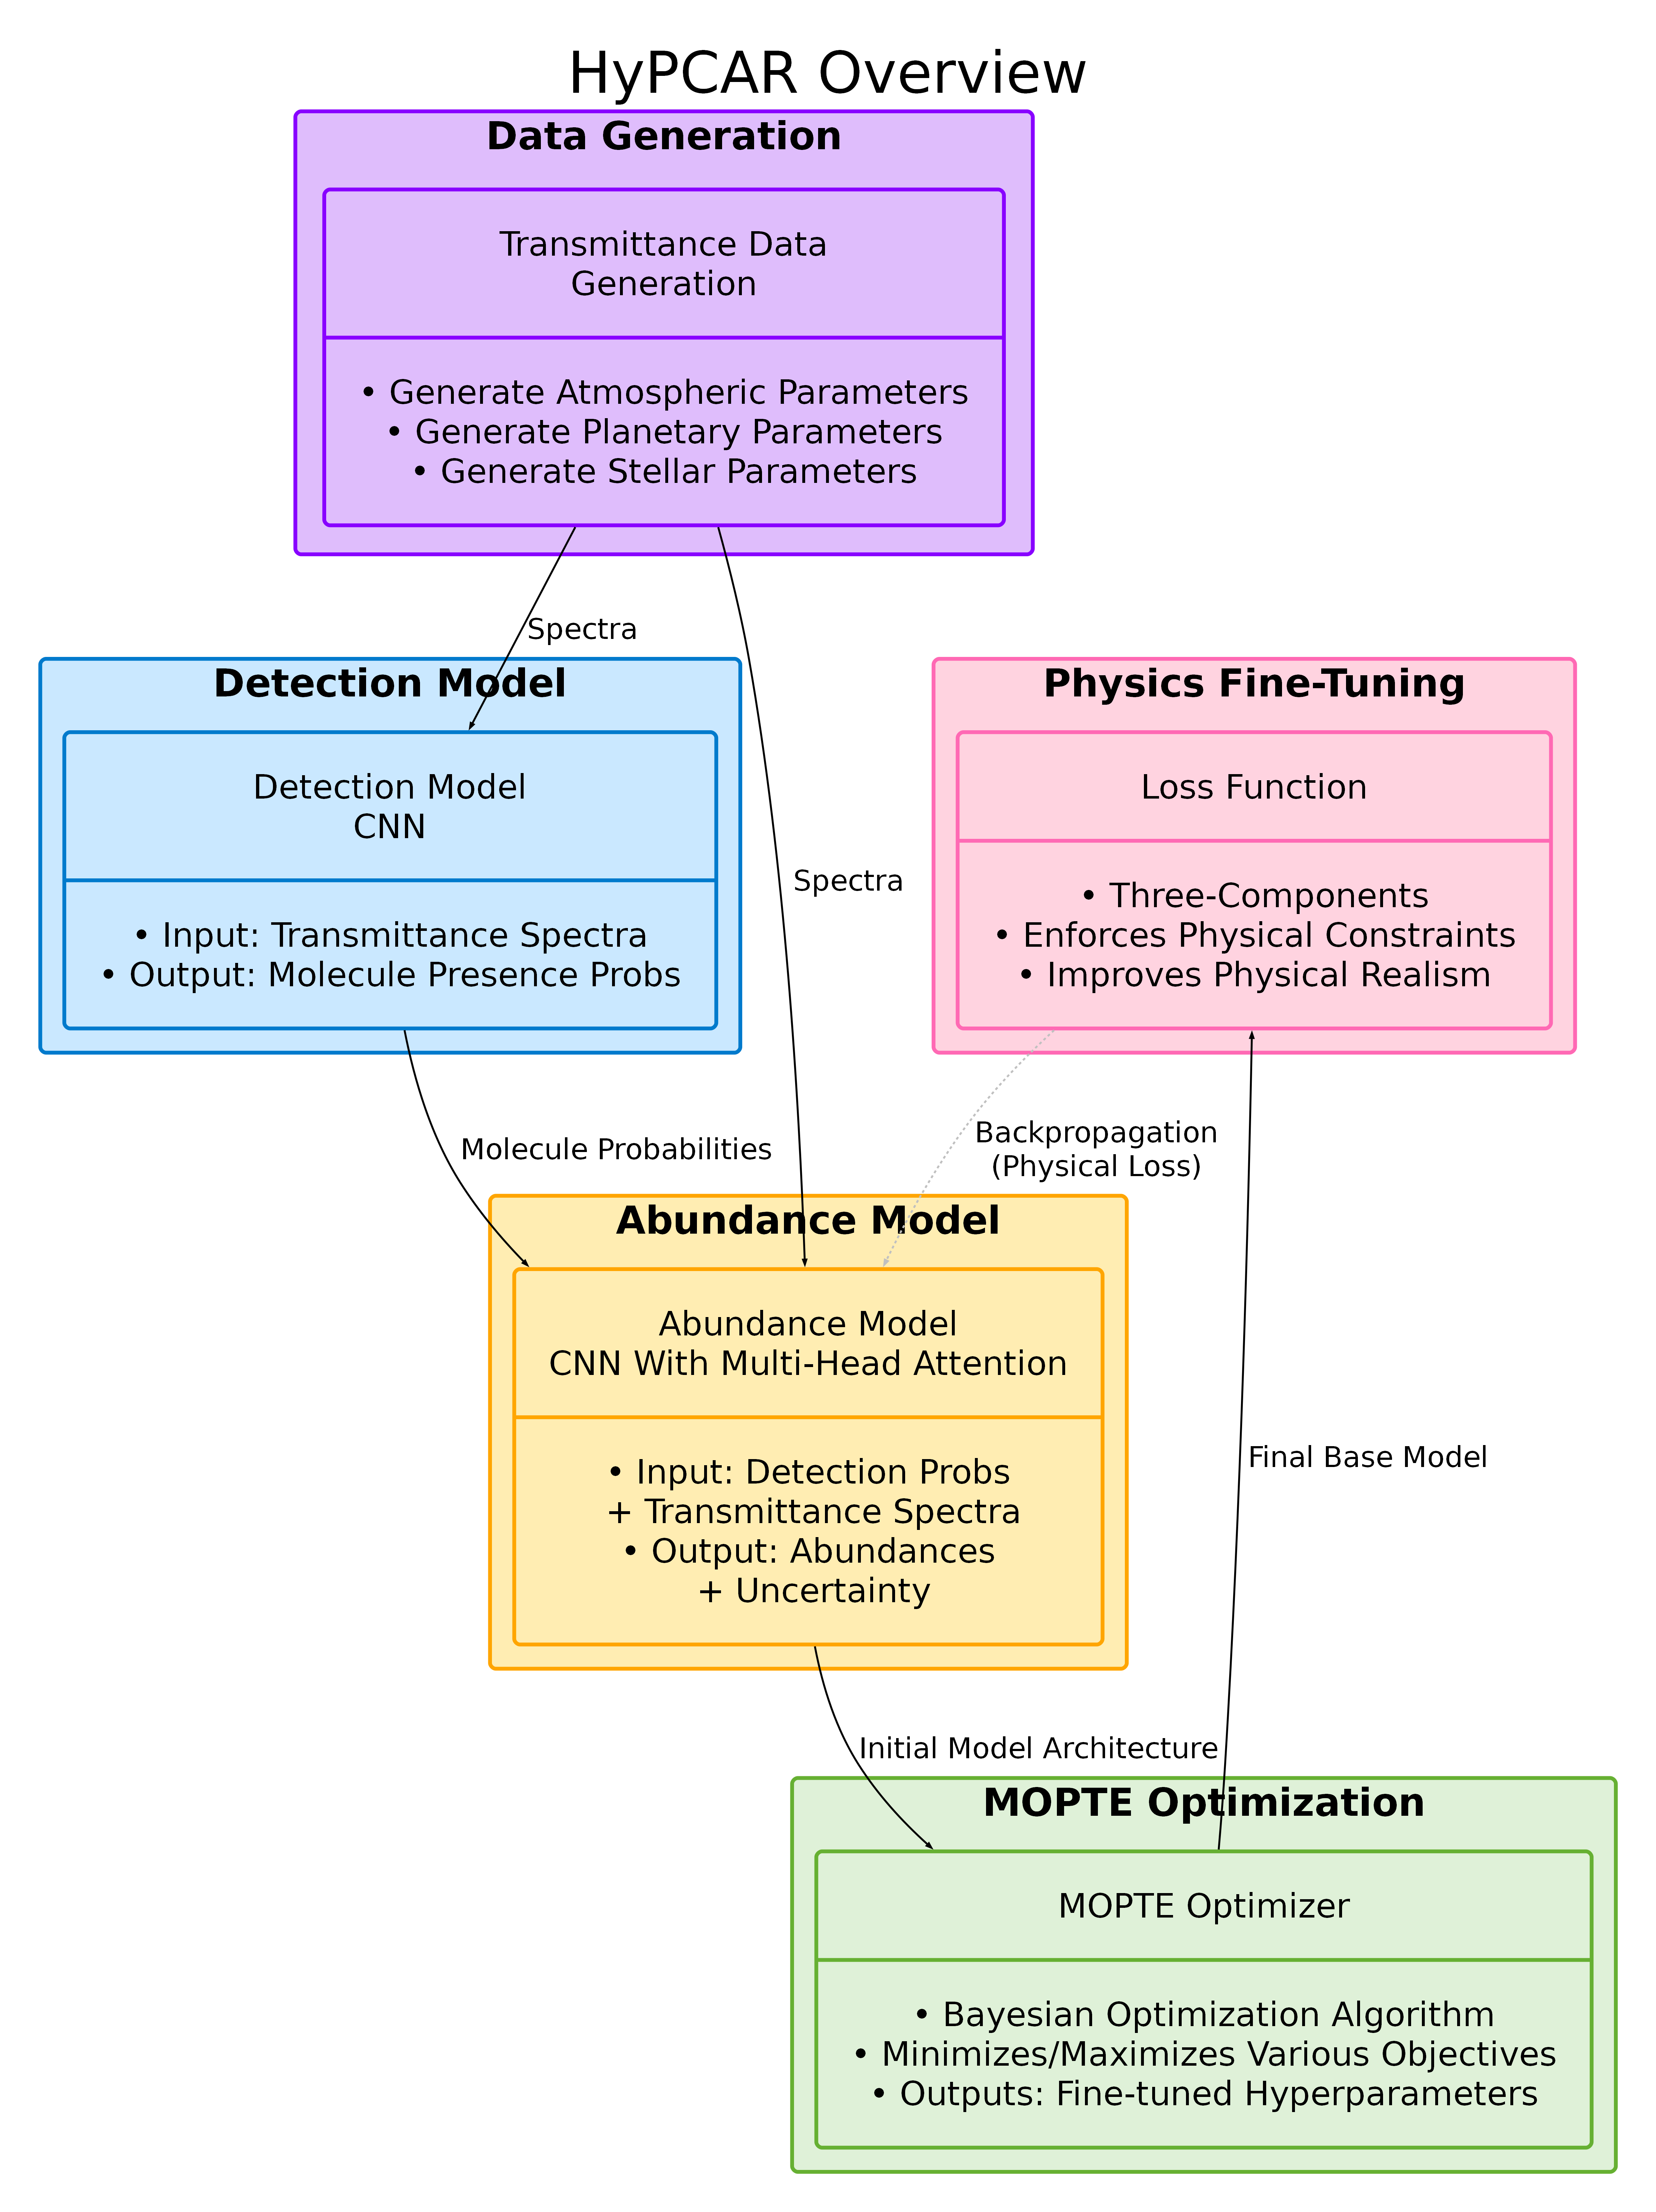 HyPCAR Overview
Data Generation
Transmittance Data
Generation
• Generate Atmospheric Parameters
• Generate Planetary Parameters
• Generate Stellar Parameters
Spectra
Detection Model
Detection Model
CNN
• Input: Transmittance Spectra
• Output: Molecule Presence Probs
Spectra
Physics Fine-Tuning
Loss Function
• Three-Components
• Enforces Physical Constraints
• Improves Physical Realism
Molecule Probabilities
Backpropagation
(Physical Loss)
Abundance Model
Abundance Model
CNN With Multi-Head Attention
• Input: Detection Probs
+ Transmittance Spectra
• Output: Abundances
+ Uncertainty
Final Base Model
Initial Model Architecture
MOPTE Optimization
MOPTE Optimizer
• Bayesian Optimization Algorithm
• Minimizes/Maximizes Various Objectives
• Outputs: Fine-tuned Hyperparameters